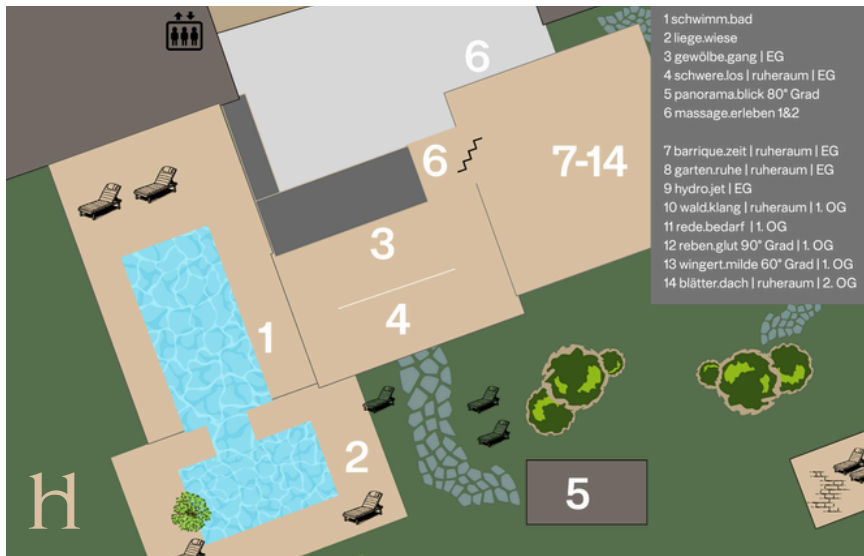 1 schwimm.bad
2 liege.wiese
3 gewölbe.gang | EG
4 schwere.los | ruheraum | EG
5 panorama.blick 80° Grad
6 massage.erleben 1&2
7 barrique.zeit | ruheraum | EG
8 garten.ruhe | ruheraum | EG
9 hydro.jet | EG
10 wald.klang | ruheraum | 1. OG
11 rede.bedarf | 1. OG
12 reben.glut 90° Grad | 1. OG
13 wingert.milde 60° Grad | 1. OG
14 blätter.dach | ruheraum | 2. OG
6
6
7-14
3
4
1
2
5
h